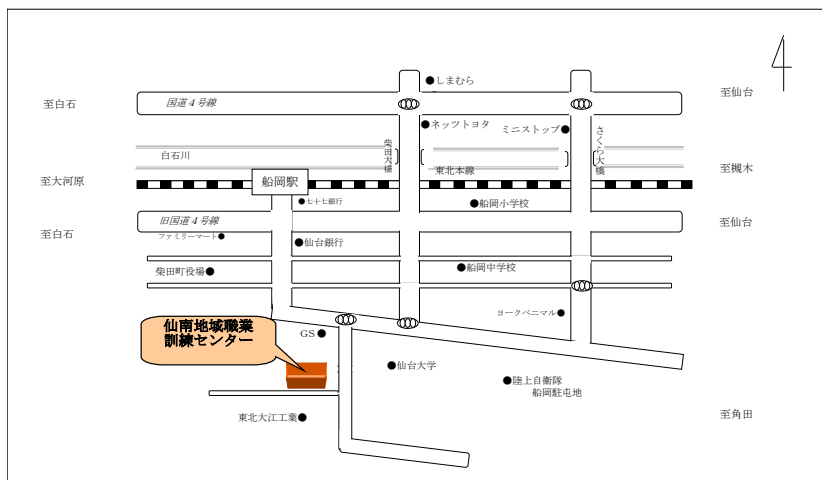 ●しまむら
至仙台
至白石
国道４号線
●ネッツトヨタ
ミニストップ●
柴田大橋
さくら大橋
白石川
東北本線
至槻木
至大河原
船岡駅
●七十七銀行
●船岡小学校
旧国道４号線
至仙台
至白石
ファミリーマート●
●仙台銀行
柴田町役場●
●船岡中学校
ヨークベニマル●
仙南地域職業
訓練センター
GS●
●仙台大学
●陸上自衛隊
船岡駐屯地
東北大江工業●
至角田